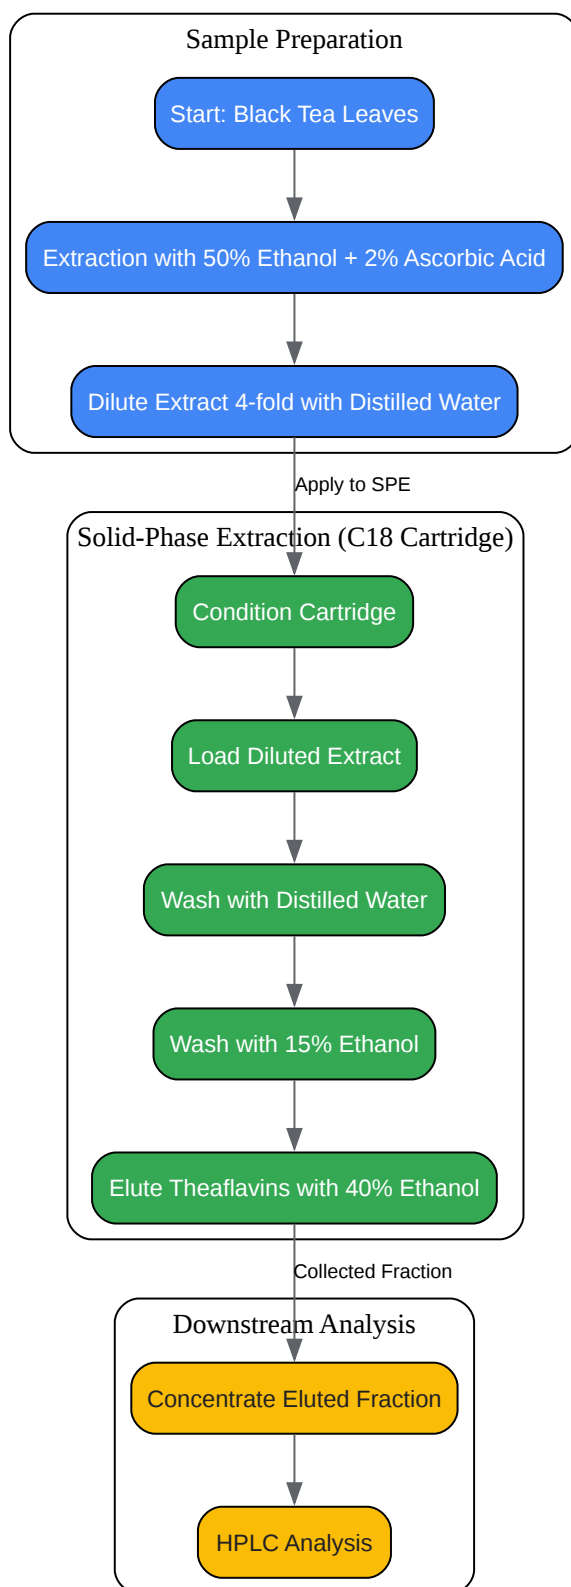 Sample Preparation
Start: Black Tea Leaves
Extraction with 50% Ethanol + 2% Ascorbic Acid
Dilute Extract 4-fold with Distilled Water
Apply to SPE
Solid-Phase Extraction (C18 Cartridge)
Condition Cartridge
Load Diluted Extract
Wash with Distilled Water
Wash with 15% Ethanol
Elute Theaflavins with 40% Ethanol
Collected Fraction
Downstream Analysis
Concentrate Eluted Fraction
HPLC Analysis